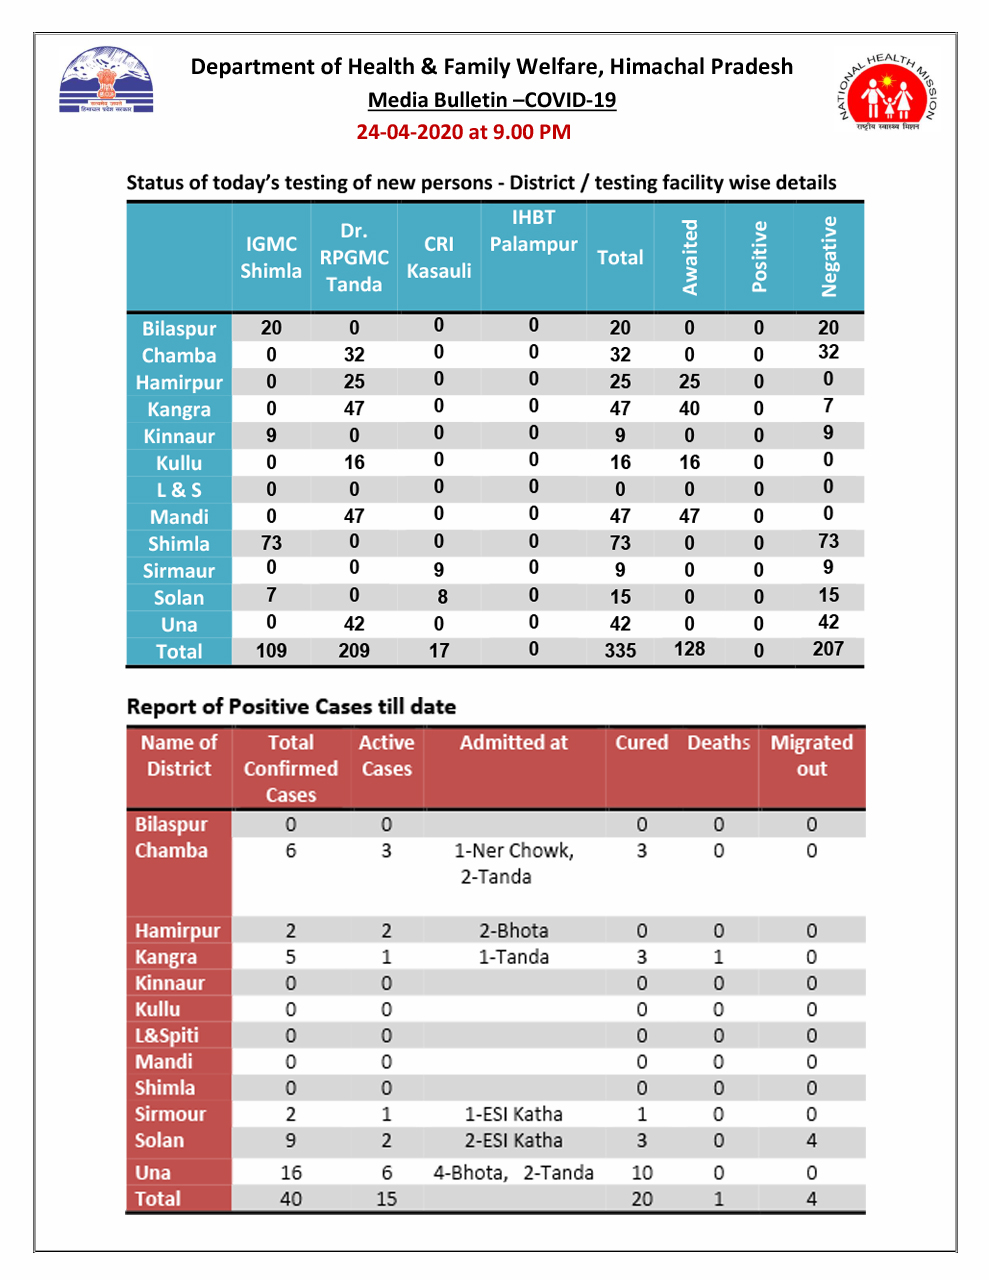 Department of Health & Family Welfare, Himachal Pradesh
Media Bulletin –COVID-19
24-04-2020 at 9.00 PM
सत्यमेव जयते
हिमाचल प्रदेश सरकार
NATIONAL HEALTH MISSION
राष्ट्रीय स्वास्थ्य मिशन
Status of today’s testing of new persons - District / testing facility wise details
IGMC Shimla Dr. RPGMC Tanda CRI Kasauli IHBT Palampur Total Awaited Positive Negative
Bilaspur 20 0 0 0 20 0 0 20
Chamba 0 32 0 0 32 0 0 32
Hamirpur 0 25 0 0 25 25 0 0
Kangra 0 47 0 0 47 40 0 7
Kinnaur 9 0 0 0 9 0 0 9
Kullu 0 16 0 0 16 16 0 0
L & S 0 0 0 0 0 0 0 0
Mandi 0 47 0 0 47 47 0 0
Shimla 73 0 0 0 73 0 0 73
Sirmaur 0 0 9 0 9 0 0 9
Solan 7 0 8 0 15 0 0 15
Una 0 42 0 0 42 0 0 42
Total 109 209 17 0 335 128 0 207
Report of Positive Cases till date
Name of District Total Confirmed Cases Active Cases Admitted at Cured Deaths Migrated out
Bilaspur 0 0 0 0 0
Chamba 6 3 1-Ner Chowk, 3 0 0
2-Tanda
Hamirpur 2 2 2-Bhota 0 0 0
Kangra 5 1 1-Tanda 3 1 0
Kinnaur 0 0 0 0 0
Kullu 0 0 0 0 0
L&Spiti 0 0 0 0 0
Mandi 0 0 0 0 0
Shimla 0 0 0 0 0
Sirmour 2 1 1-ESI Katha 1 0 0
Solan 9 2 2-ESI Katha 3 0 4
Una 16 6 4-Bhota, 2-Tanda 10 0 0
Total 40 15 20 1 4